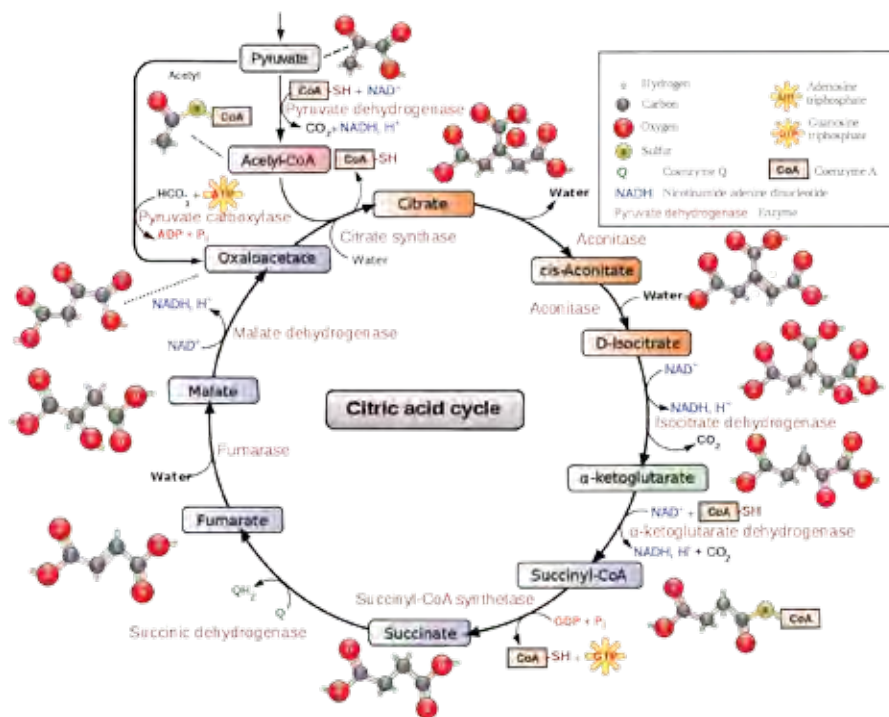 Pyruvate
Acetyl
CoA-SH + NAD⁺
Pyruvate dehydrogenase
CO₂+NADH, H⁺
CoA
Acetyl-CoA
CoA-SH
HCO₃⁻ + ATP
Pyruvate carboxylase
ADP + Pᵢ
Citrate
Water
Citrate synthase
Water
Oxaloacetate
Aconitase
cis-Aconitate
Aconitase
Water
D-Isocitrate
NAD⁺
NADH, H⁺
Isocitrate dehydrogenase
CO₂
α-ketoglutarate
NAD⁺ + CoA-SH
α-ketoglutarate dehydrogenase
NADH, H⁺ + CO₂
Succinyl-CoA
CoA
Succinyl-CoA synthetase
GDP + Pᵢ
CoA-SH + GTP
Succinate
Succinic dehydrogenase
Q
QH₂
Fumarate
Water
Fumarase
Malate
NAD⁺
Malate dehydrogenase
NADH, H⁺
Citric acid cycle
Hydrogen
Carbon
Oxygen
Sulfur
Q Coenzyme Q
NADH Nicotinamide adenine dinucleotide
Pyruvate dehydrogenase Enzyme
ATP Adenosine
triphosphate
GTP Guanosine
triphosphate
CoA Coenzyme A